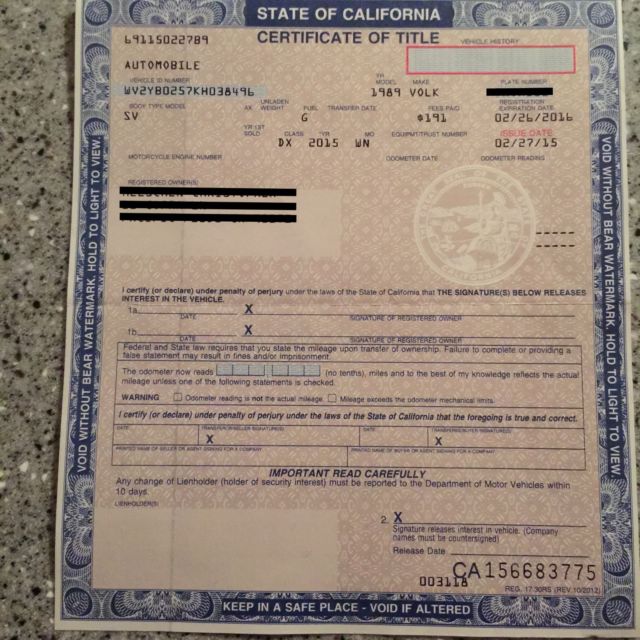 STATE OF CALIFORNIA
CERTIFICATE OF TITLE
69115022789
VEHICLE HISTORY
AUTOMOBILE
VEHICLE ID NUMBER
YR MODEL
MAKE
PLATE NUMBER
WV2YB0257KH038496
1989 VOLK
BODY TYPE MODEL
AX
UNLADEN WEIGHT
FUEL
TRANSFER DATE
FEES PAID
REGISTRATION EXPIRATION DATE
SV
G
$191
02/26/2016
YR 1ST SOLD
CLASS
YR
MO
EQUIPMT/TRUST NUMBER
ISSUE DATE
DX 2015 WN
02/27/15
MOTORCYCLE ENGINE NUMBER
ODOMETER DATE
ODOMETER READING
REGISTERED OWNER(S)
I certify (or declare) under penalty of perjury under the laws of the State of California that THE SIGNATURE(S) BELOW RELEASES
INTEREST IN THE VEHICLE.
1a. X
DATE
SIGNATURE OF REGISTERED OWNER
1b. X
DATE
SIGNATURE OF REGISTERED OWNER
Federal and State law requires that you state the mileage upon transfer of ownership. Failure to complete or providing a
false statement may result in fines and/or imprisonment.
The odometer now reads (no tenths), miles and to the best of my knowledge reflects the actual
mileage unless one of the following statements is checked.
WARNING Odometer reading is not the actual mileage. Mileage exceeds the odometer mechanical limits.
I certify (or declare) under penalty of perjury under the laws of the State of California that the foregoing is true and correct.
DATE
TRANSFEROR/SELLER SIGNATURE(S)
DATE
TRANSFEREE/BUYER SIGNATURE(S)
X
X
PRINTED NAME OF SELLER OR AGENT SIGNING FOR A COMPANY
PRINTED NAME OF BUYER OR AGENT SIGNING FOR A COMPANY
IMPORTANT READ CAREFULLY
Any change of Lienholder (holder of security interest) must be reported to the Department of Motor Vehicles within
10 days.
LIENHOLDER(S)
2. X
Signature releases interest in vehicle. (Company
names must be countersigned)
Release Date
CA156683775
003118
REG. 17.30RS (REV.10/2012)
KEEP IN A SAFE PLACE - VOID IF ALTERED
VOID WITHOUT BEAR WATERMARK. HOLD TO LIGHT TO VIEW
VOID WITHOUT BEAR WATERMARK. HOLD TO LIGHT TO VIEW